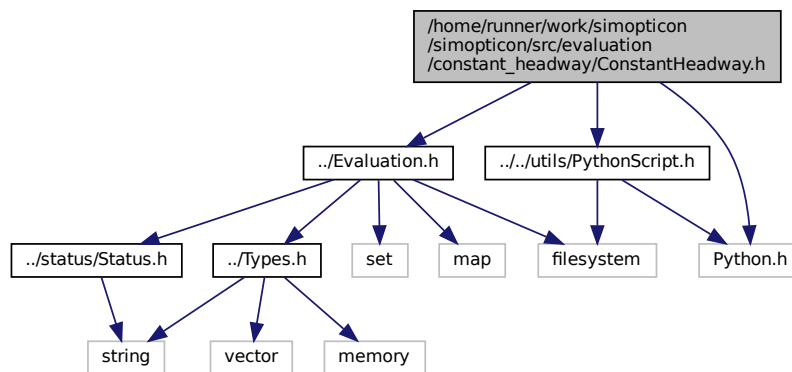 /home/runner/work/simopticon
/simopticon/src/evaluation
/constant_headway/ConstantHeadway.h
../Evaluation.h
../../utils/PythonScript.h
../status/Status.h
../Types.h
set
map
filesystem
Python.h
string
vector
memory